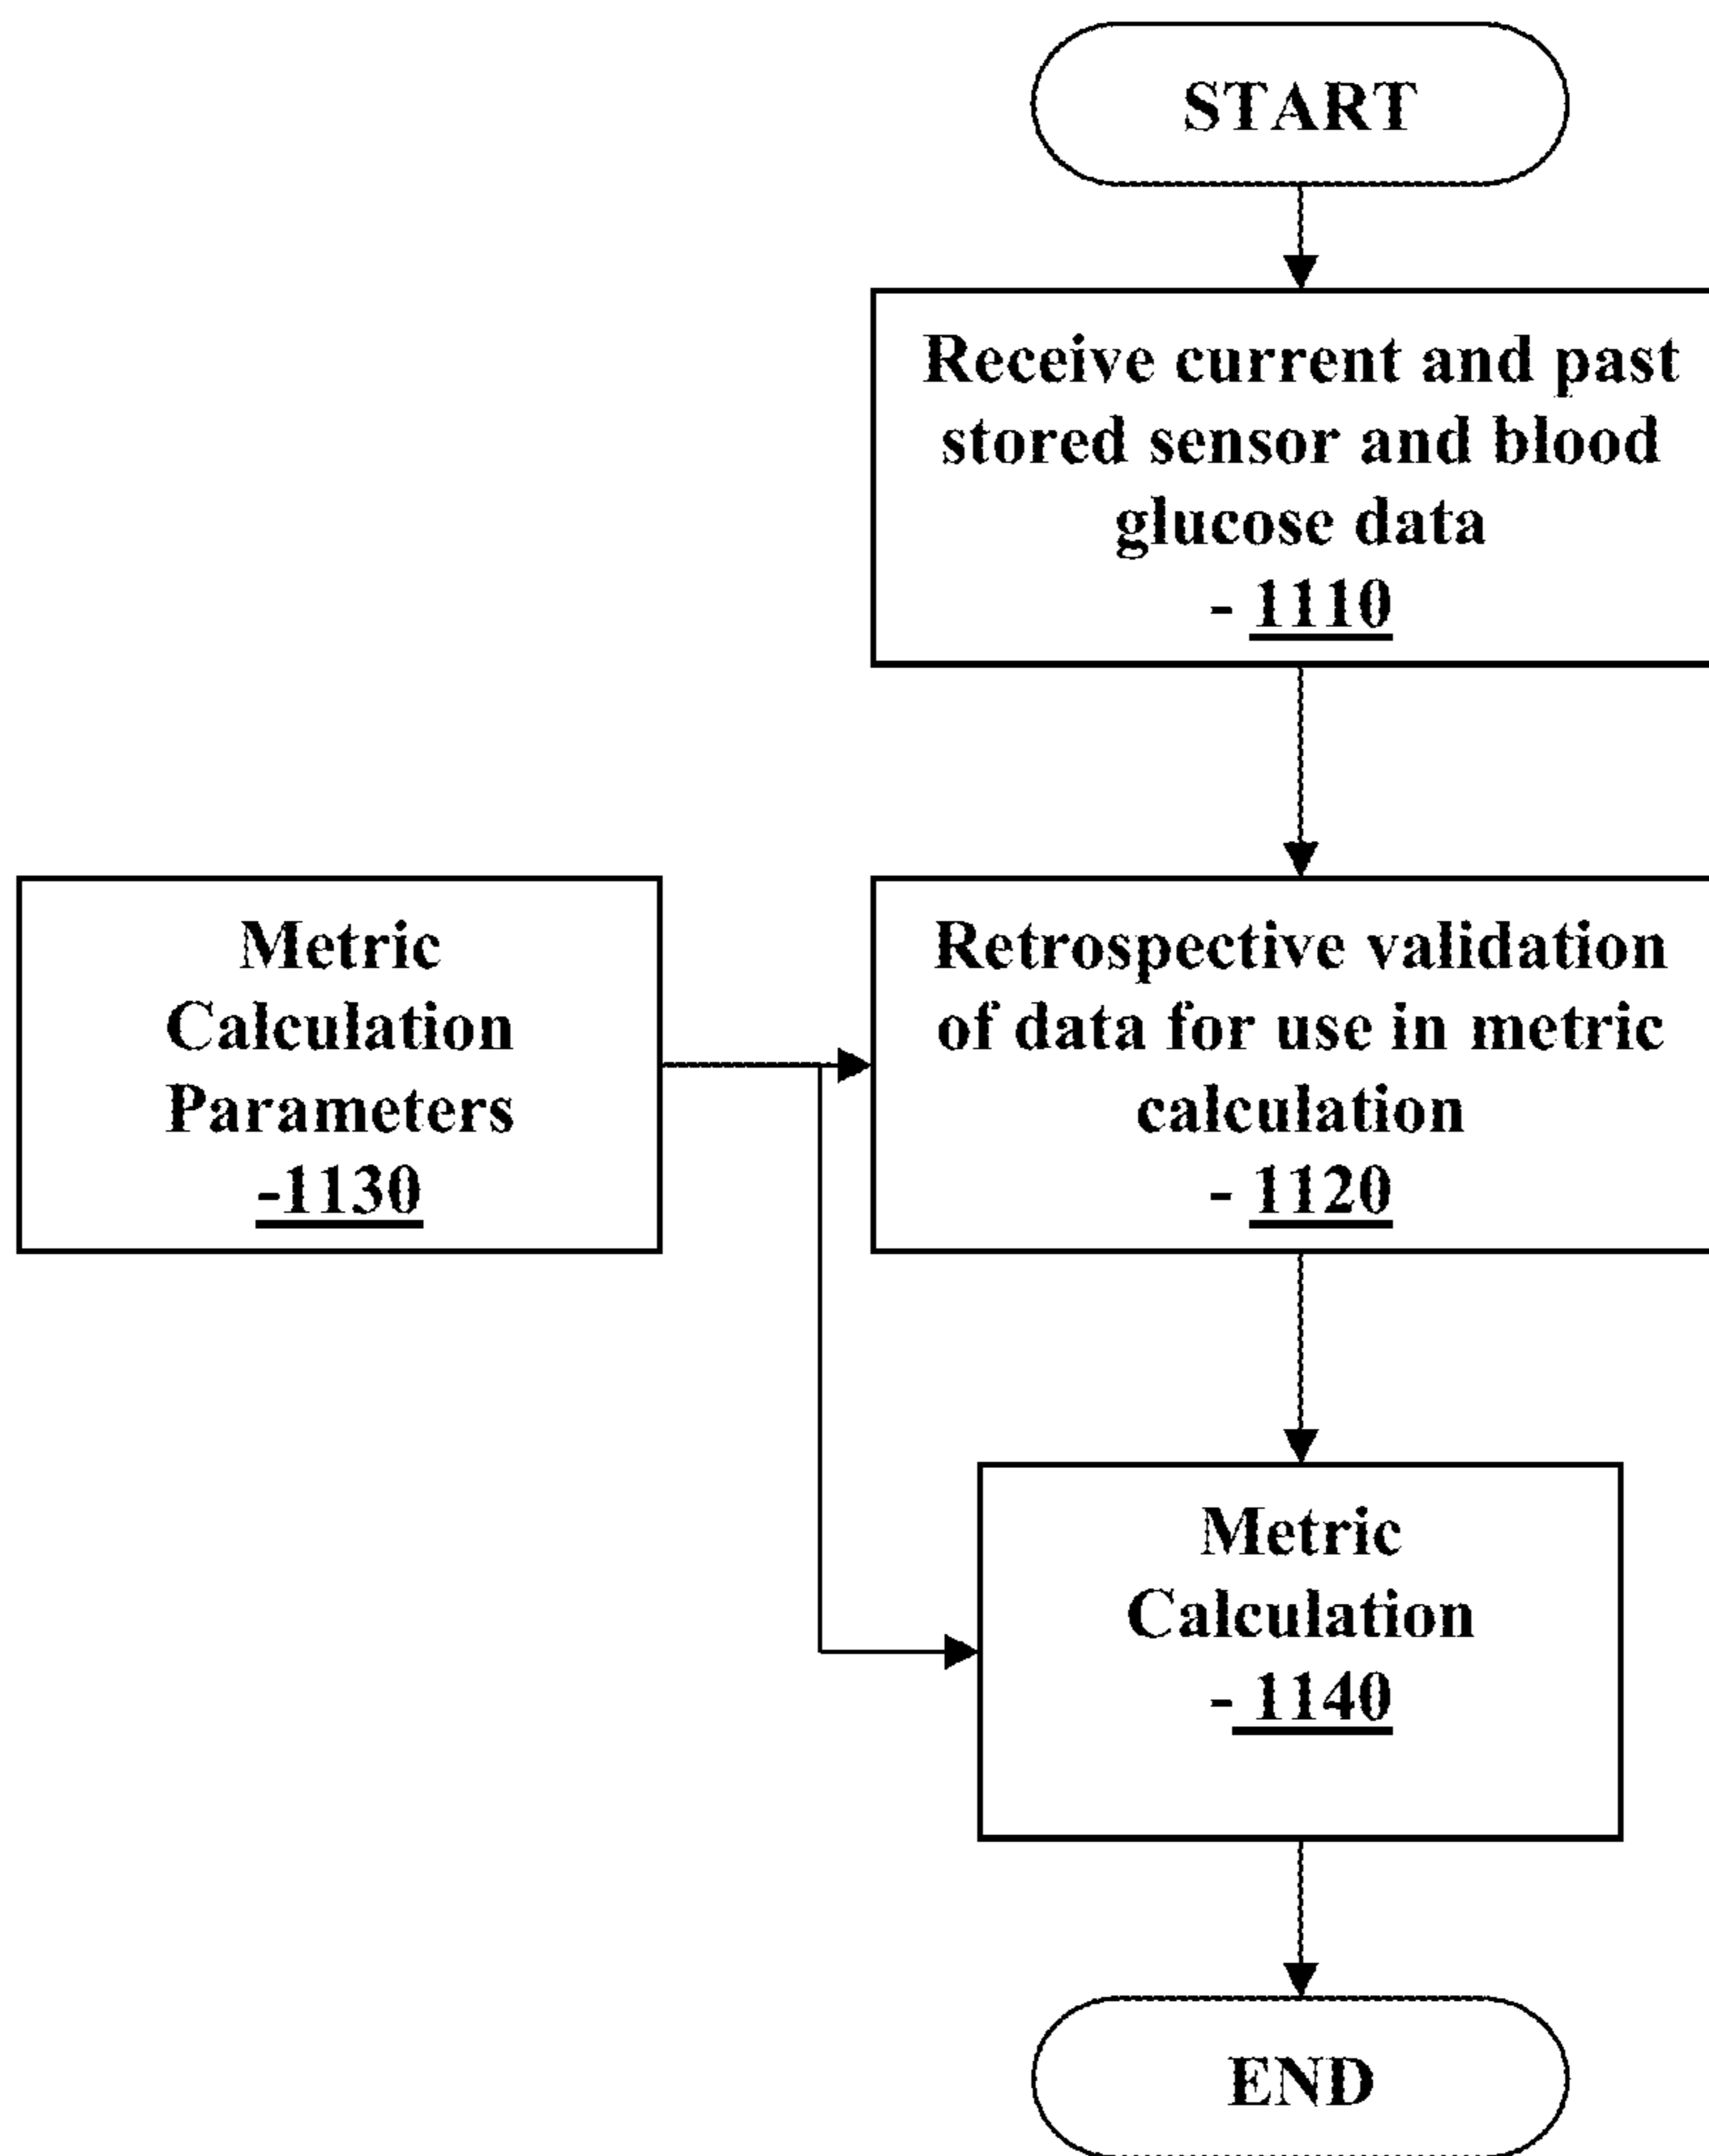 START
Receive current and past
stored sensor and blood
glucose data
- 1110
Metric
Calculation
Parameters
-1130
Retrospective validation
of data for use in metric
calculation
- 1120
Metric
Calculation
- 1140
END